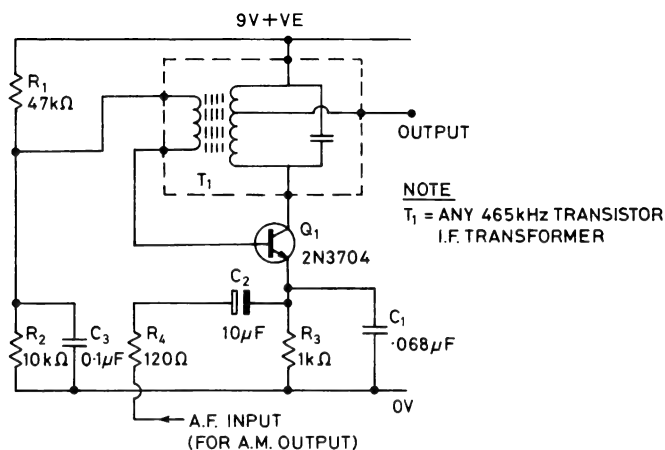 9V+VE
R1
47kΩ
OUTPUT
T1
NOTE
T1 = ANY 465kHz TRANSISTOR
I.F. TRANSFORMER
Q1
2N3704
C2
10µF
R2
10kΩ
C3
0·1µF
R4
120Ω
R3
1kΩ
C1
·068µF
0V
A.F. INPUT
(FOR A.M. OUTPUT)